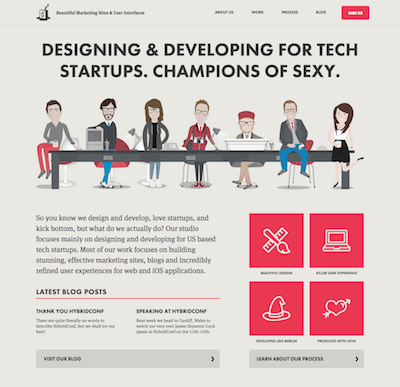 Beautiful Marketing Sites & User Interfaces
ABOUT US
WORK
PROCESS
BLOG
HIRE US
DESIGNING & DEVELOPING FOR TECH
STARTUPS. CHAMPIONS OF SEXY.
So you know we design and develop, love startups, and
kick bottom, but what do we actually do? Our studio
focuses mainly on designing and developing for US based
tech startups. Most of our work focuses on building
stunning, effective marketing sites, blogs and incredibly
refined user experiences for web and iOS applications.
BEAUTIFUL DESIGN
KILLER USER EXPERIENCE
LATEST BLOG POSTS
THANK YOU HYBRIDCONF
There are quite literally no words to
describe HybridConf, but we shall try our
best!
SPEAKING AT HYBRIDCONF
Next week we head to Cardiff, Wales to
watch our very own Jamey Seymour Lock
speak at HybridConf on the 15th-16th.
DEVELOPED LIKE MERLIN
PRODUCED WITH LOVE
VISIT OUR BLOG
LEARN ABOUT OUR PROCESS